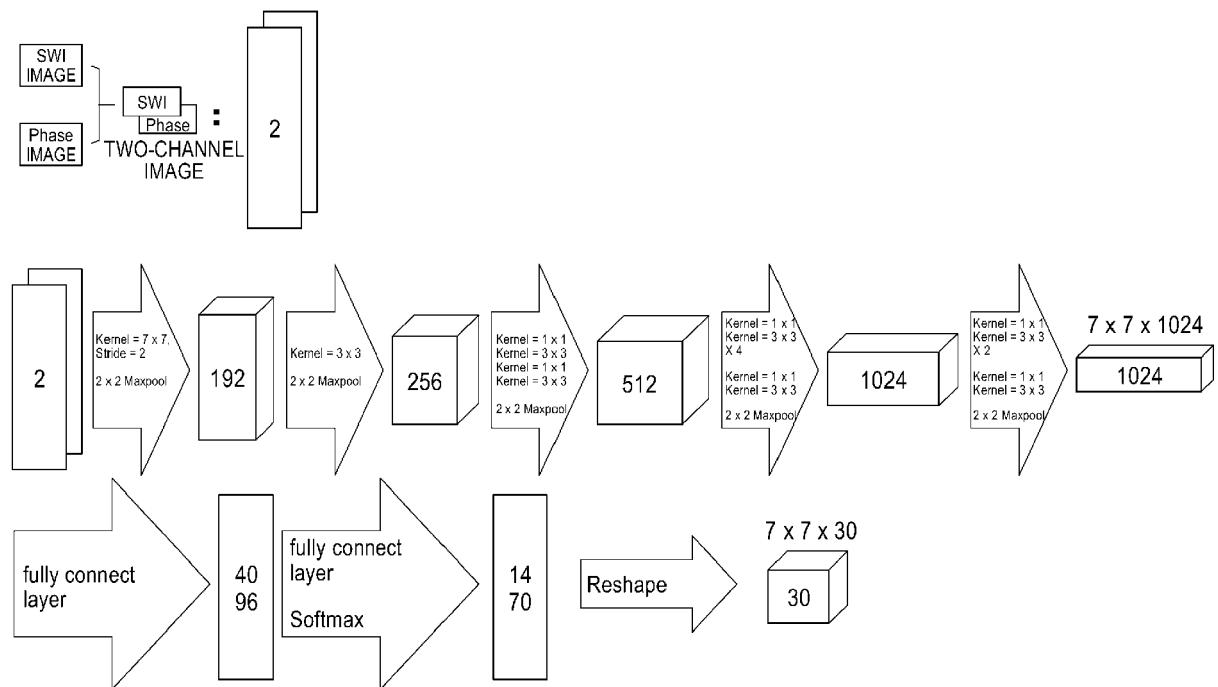 SWI
IMAGE
Phase
IMAGE
SWI
Phase
:
TWO-CHANNEL
IMAGE
2
2
Kernel = 7 x 7,
Stride = 2
2 x 2 Maxpool
192
Kernel = 3 x 3
2 x 2 Maxpool
256
Kernel = 1 x 1
Kernel = 3 x 3
Kernel = 1 x 1
Kernel = 3 x 3
2 x 2 Maxpool
512
Kernel = 1 x 1
Kernel = 3 x 3
X 4
Kernel = 1 x 1
Kernel = 3 x 3
2 x 2 Maxpool
1024
Kernel = 1 x 1
Kernel = 3 x 3
X 2
Kernel = 1 x 1
Kernel = 3 x 3
2 x 2 Maxpool
7 x 7 x 1024
1024
fully connect
layer
40
96
fully connect
layer
Softmax
14
70
Reshape
7 x 7 x 30
30